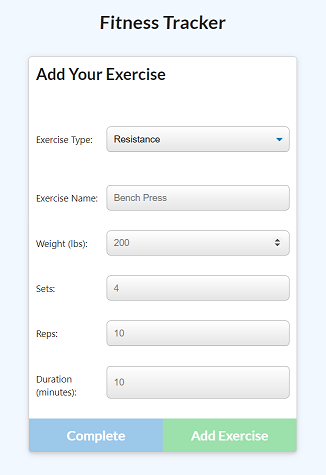 Fitness Tracker
Add Your Exercise
Exercise Type: Resistance
Exercise Name: Bench Press
Weight (lbs): 200
Sets: 4
Reps: 10
Duration
(minutes): 10
Complete Add Exercise